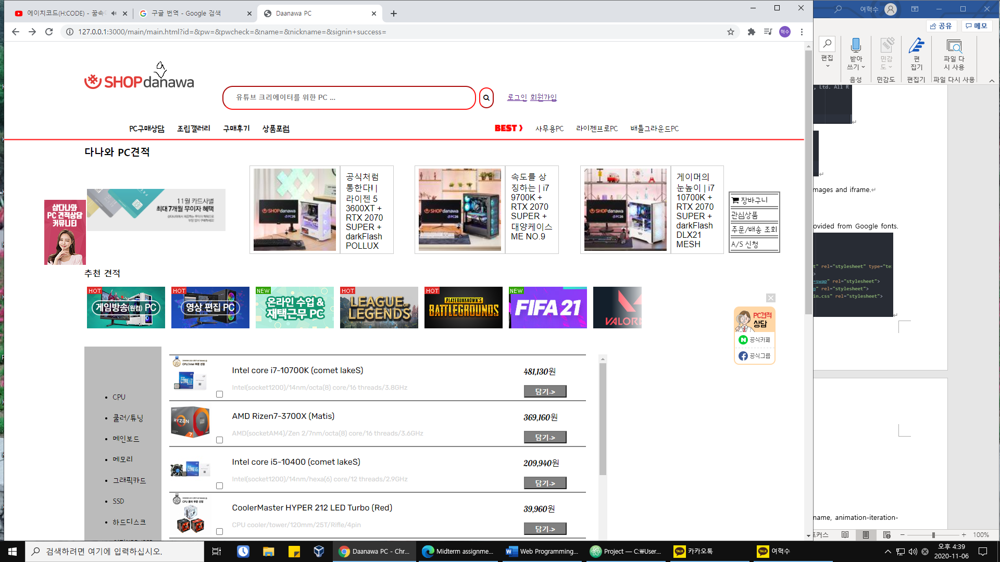 에이치코드(H:CODE) - 꿈속에
구글 번역 - Google 검색
Daanawa PC
여혁수
127.0.0.1:3000/main/main.html?id=&pw=&pwcheck=&name=&nickname=&signin+success=
혁수
공유
메모
편집
받아
쓰기
민감
도
편
집기
파일 다
시 사용
음성
민감도
편집기
파일 다시 사용
SHOPdanawa
유튜브 크리에이터를 위한 PC ...
로그인 회원가입
PC구매상담 조립갤러리 구매후기 상품포럼
BEST 사무용PC 라이젠프로PC 배틀그라운드PC
다나와 PC견적
11월 카드사별
최대 7개월 무이자 혜택
샵다나와
PC 견적상담
커뮤니티
공식처럼
통한다! |
라이젠 5
3600XT +
RTX 2070
SUPER +
darkFlash
POLLUX
속도를 상
징하는 | i7
9700K +
RTX 2070
SUPER +
대양케이스
ME NO.9
게이머의
눈높이 | i7
10700K +
RTX 2070
SUPER +
darkFlash
DLX21
MESH
장바구니
관심상품
주문/배송 조회
A/S 신청
추천 견적
HOT
게임방송(원컴) PC
HOT
영상 편집 PC
NEW
온라인 수업 &
재택근무 PC
HOT
LEAGUE OF
LEGENDS
HOT
PLAYERUNKNOWN'S
BATTLEGROUNDS
NEW
FIFA 21
VALOR
PC견적
상담
공식카페
공식그룹
CPU
쿨러/튜닝
메인보드
메모리
그래픽카드
SSD
하드디스크
Intel core i7-10700K (comet lakeS)
481,130원
Intel(socket1200)/14nm/octa(8) core/16 threads/3.8GHz
담기->
AMD Rizen7-3700X (Matis)
369,160원
AMD(socketAM4)/Zen 2/7nm/octa(8) core/16 threads/3.6GHz
담기->
Intel core i5-10400 (comet lakeS)
209,940원
Intel(socket1200)/14nm/hexa(6) core/12 threads/2.9GHz
담기->
CoolerMaster HYPER 212 LED Turbo (Red)
39,960원
CPU cooler/tower/120mm/25T/Rifle/4pin
담기->
, Ltd. All R
mages and iframe.
ovided from Google fonts.
t" rel="stylesheet" type="te
>
=swap" rel="stylesheet">
p" rel="stylesheet">
in.css" rel="stylesheet">
name, animation-iteration-
포커스
100%
검색하려면 여기에 입력하십시오.
Daanawa PC - Chr...
Midterm assignme...
Web Programming...
Project — C:￦User...
카카오톡
여혁수
오후 4:39
2020-11-06